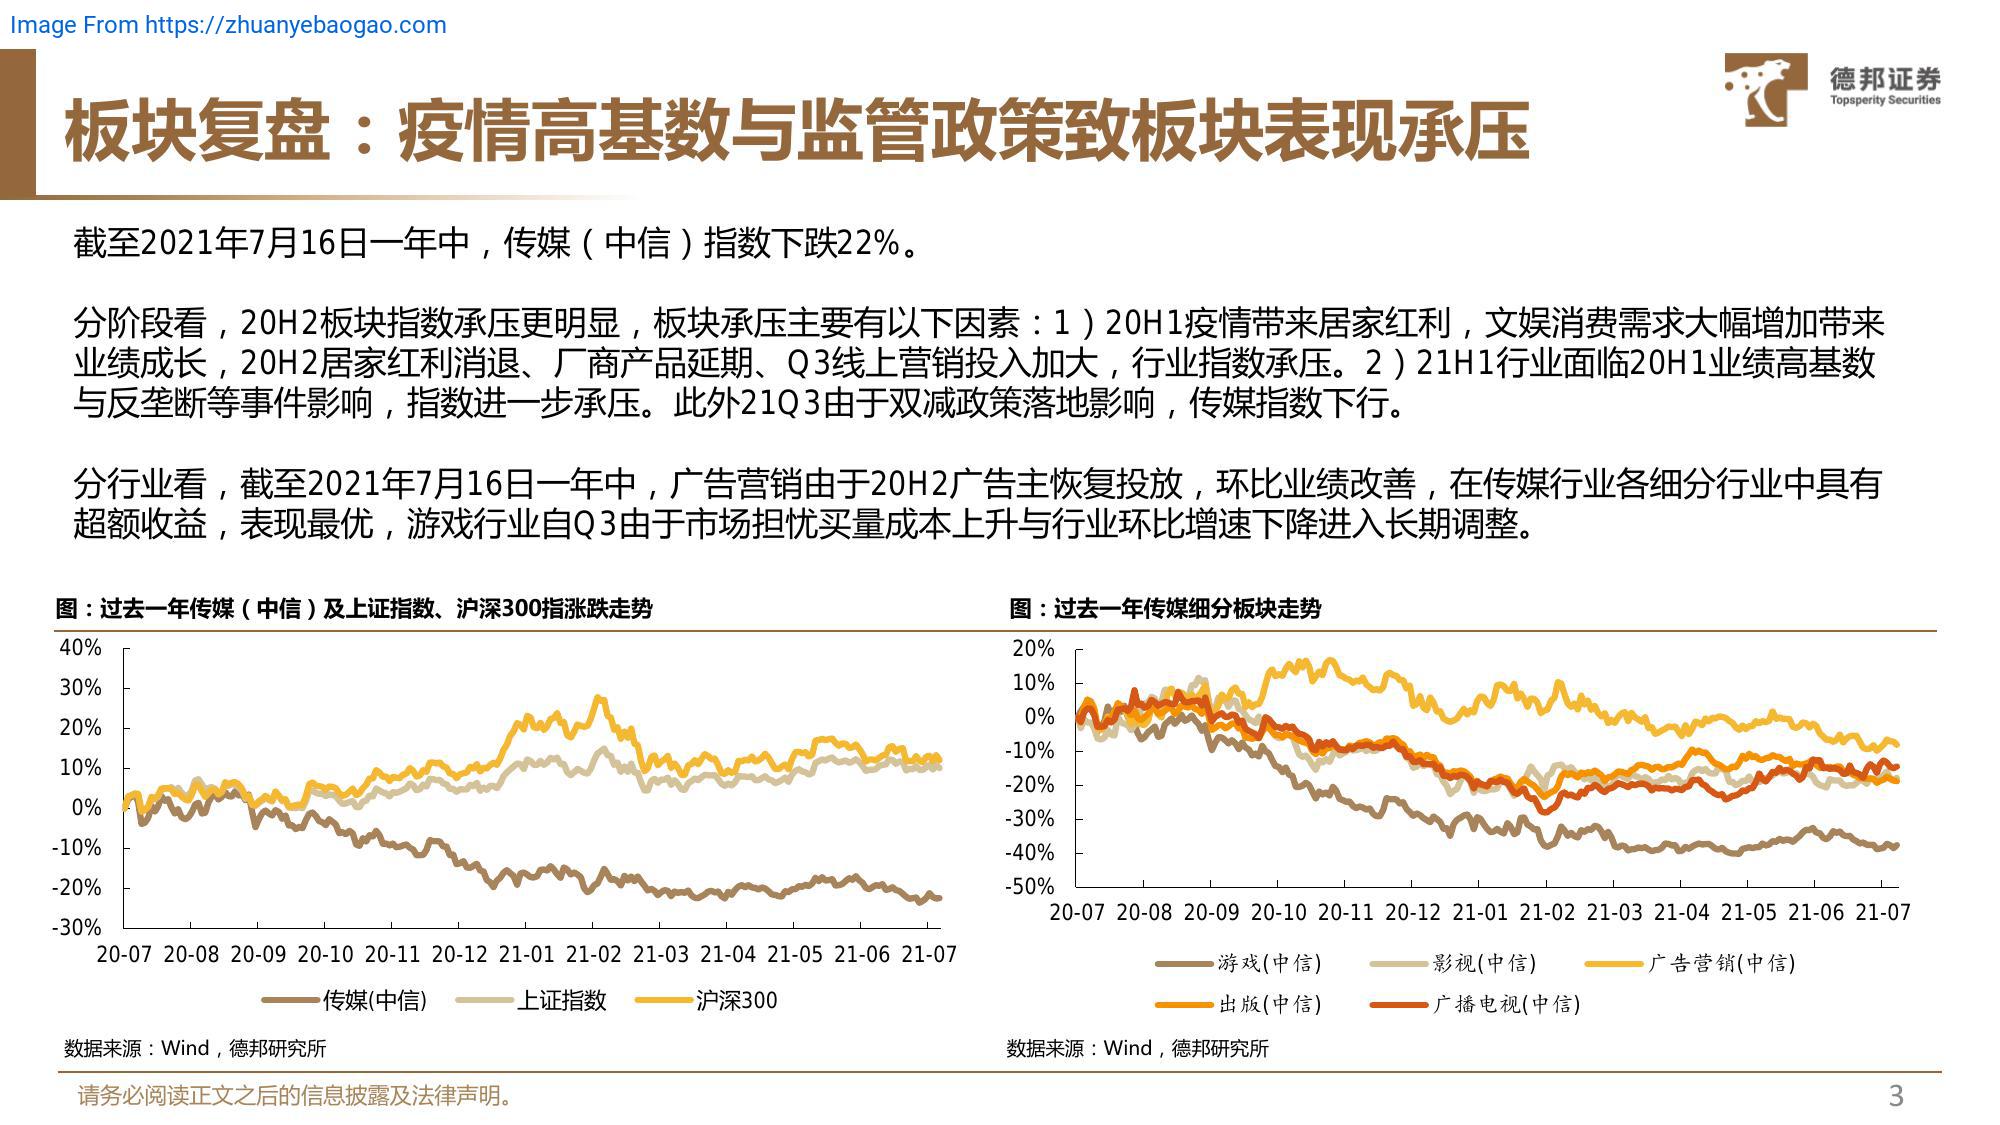 Image From https://zhuanyebaogao.com
德邦证券
Topsperity Securities
板块复盘：疫情高基数与监管政策致板块表现承压
截至2021年7月16日一年中，传媒（中信）指数下跌22%。
分阶段看，20H2板块指数承压更明显，板块承压主要有以下因素：1）20H1疫情带来居家红利，文娱消费需求大幅增加带来
业绩成长，20H2居家红利消退、厂商产品延期、Q3线上营销投入加大，行业指数承压。2）21H1行业面临20H1业绩高基数
与反垄断等事件影响，指数进一步承压。此外21Q3由于双减政策落地影响，传媒指数下行。
分行业看，截至2021年7月16日一年中，广告营销由于20H2广告主恢复投放，环比业绩改善，在传媒行业各细分行业中具有
超额收益，表现最优，游戏行业自Q3由于市场担忧买量成本上升与行业环比增速下降进入长期调整。
图：过去一年传媒（中信）及上证指数、沪深300指涨跌走势
40%
30%
20%
10%
0%
-10%
-20%
-30%
20-07 20-08 20-09 20-10 20-11 20-12 21-01 21-02 21-03 21-04 21-05 21-06 21-07
传媒(中信) 上证指数 沪深300
数据来源：Wind，德邦研究所
图：过去一年传媒细分板块走势
20%
10%
0%
-10%
-20%
-30%
-40%
-50%
20-07 20-08 20-09 20-10 20-11 20-12 21-01 21-02 21-03 21-04 21-05 21-06 21-07
游戏(中信) 影视(中信) 广告营销(中信)
出版(中信) 广播电视(中信)
数据来源：Wind，德邦研究所
请务必阅读正文之后的信息披露及法律声明。
3